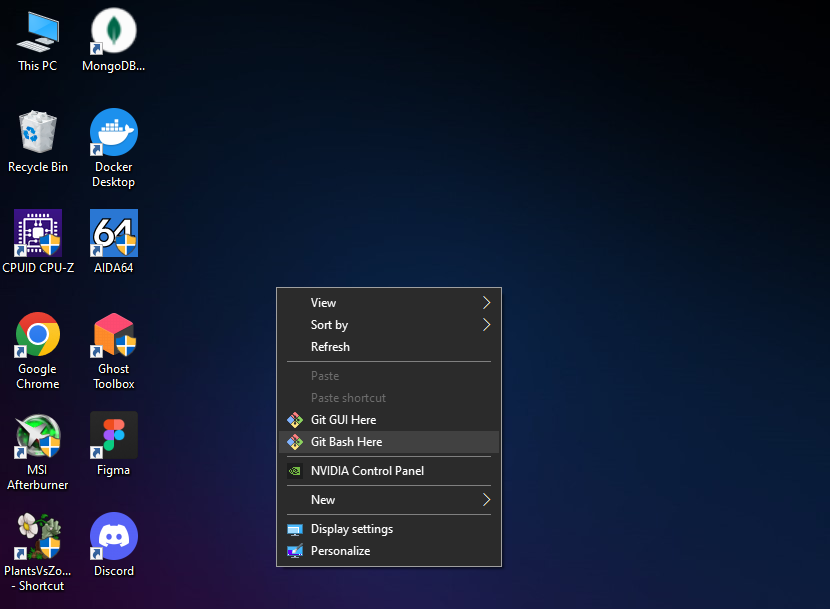 This PC
MongoDB...
Recycle Bin
Docker
Desktop
CPUID CPU-Z
64
AIDA64
Google
Chrome
Ghost
Toolbox
MSI
Afterburner
Figma
PlantsVsZo...
- Shortcut
Discord
View
Sort by
Refresh
Paste
Paste shortcut
Git GUI Here
Git Bash Here
NVIDIA Control Panel
New
Display settings
Personalize